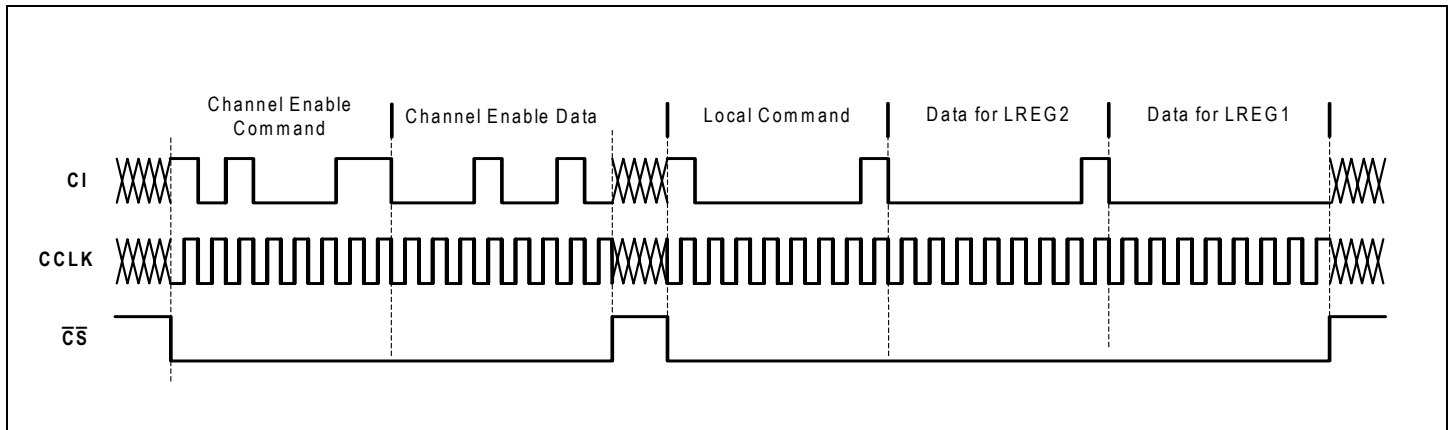 Channel Enable
Command
Channel Enable Data
Local Command
Data for LREG2
Data for LREG1
CI
CCLK
CS